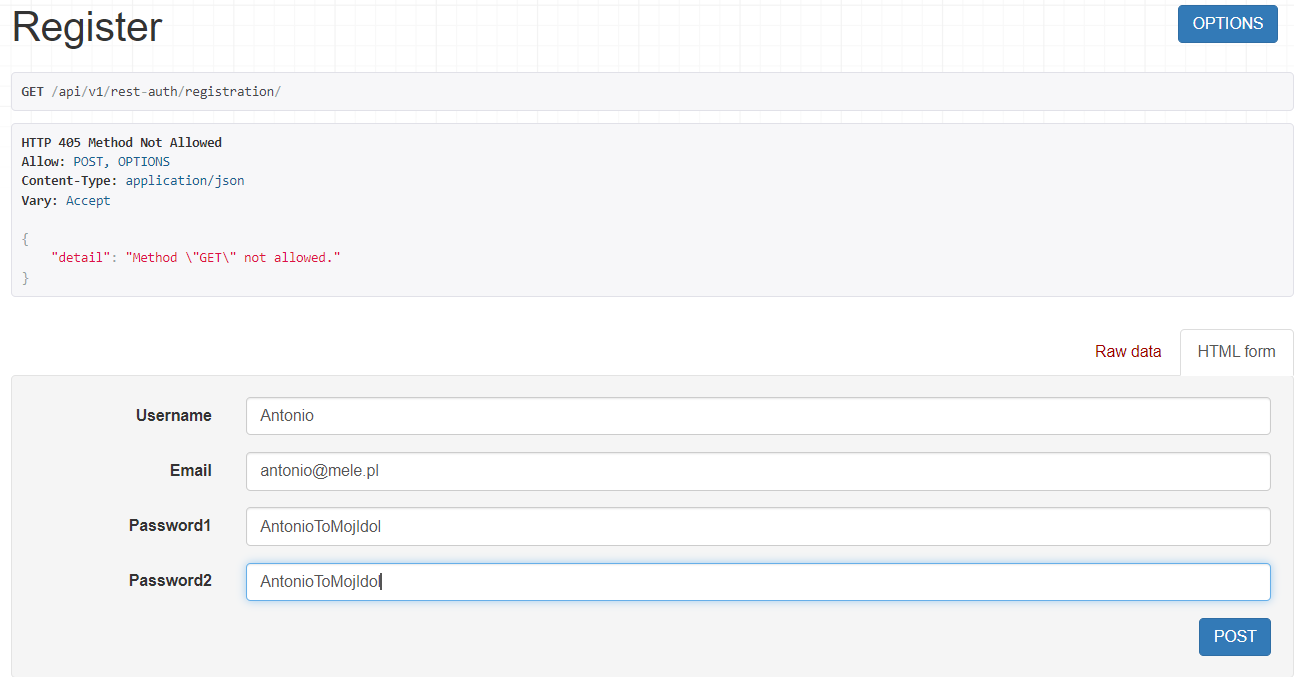 Register
OPTIONS
GET /api/v1/rest-auth/registration/
HTTP 405 Method Not Allowed
Allow: POST, OPTIONS
Content-Type: application/json
Vary: Accept
{
    "detail": "Method \"GET\" not allowed."
}
Raw data
HTML form
Username
Antonio
Email
antonio@mele.pl
Password1
AntonioToMojIdol
Password2
AntonioToMojIdol
POST